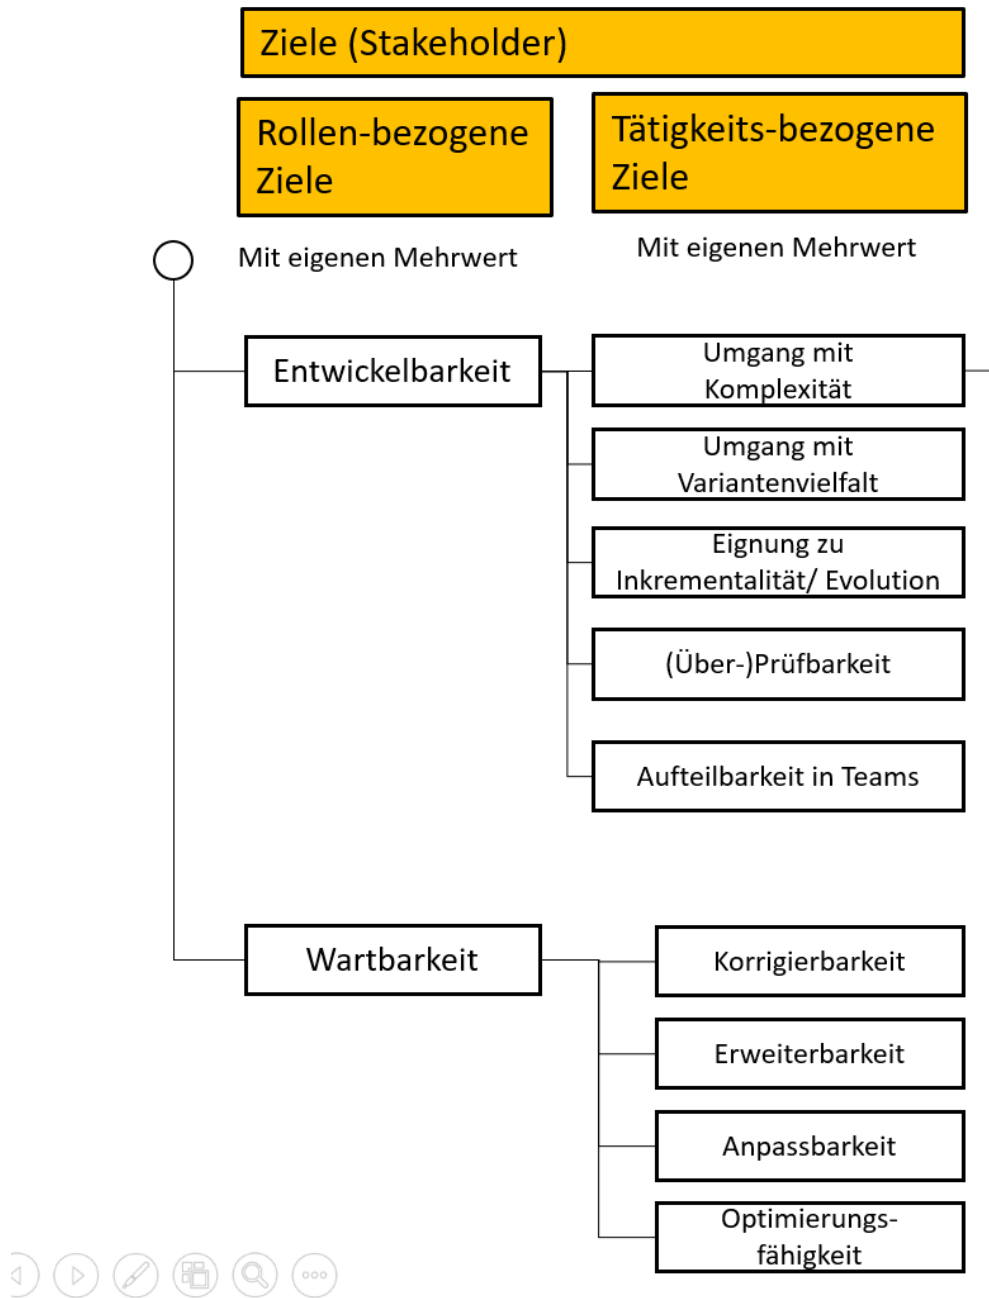 Ziele (Stakeholder)
Rollen-bezogene
Ziele
Tätigkeits-bezogene
Ziele
Mit eigenen Mehrwert
Mit eigenen Mehrwert
Entwickelbarkeit
Umgang mit
Komplexität
Umgang mit
Variantenvielfalt
Eignung zu
Inkrementalität/ Evolution
(Über-)Prüfbarkeit
Aufteilbarkeit in Teams
Wartbarkeit
Korrigierbarkeit
Erweiterbarkeit
Anpassbarkeit
Optimierungs-
fähigkeit